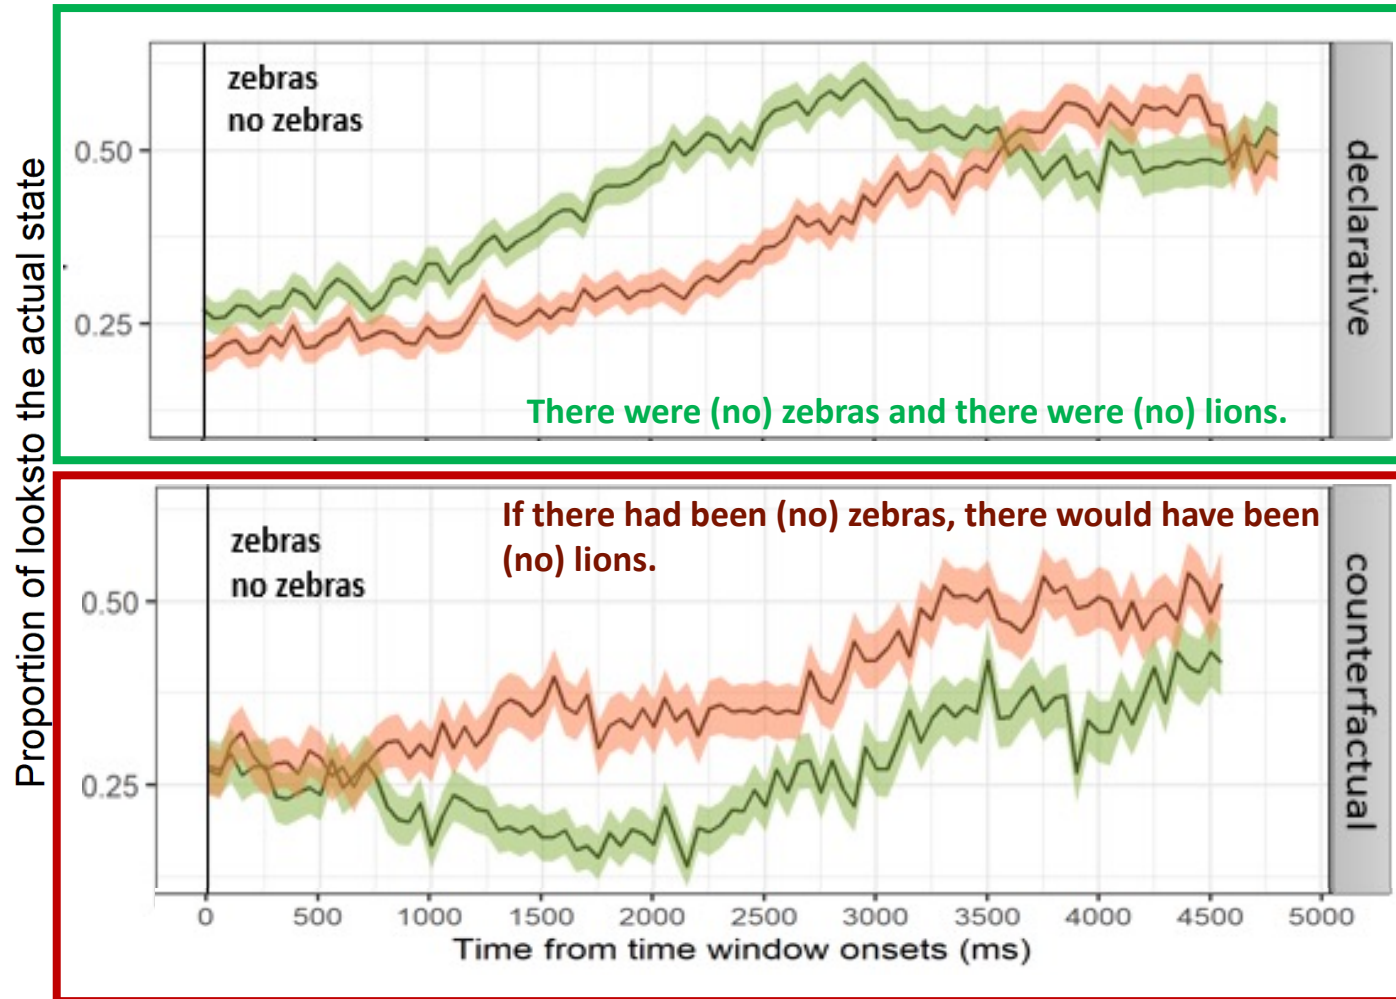 Proportion of looksto the actual state
zebras
no zebras
0.50
0.25
There were (no) zebras and there were (no) lions.
declarative
If there had been (no) zebras, there would have been
(no) lions.
zebras
no zebras
0.50
0.25
counterfactual
0 500 1000 1500 2000 2500 3000 3500 4000 4500 5000
Time from time window onsets (ms)